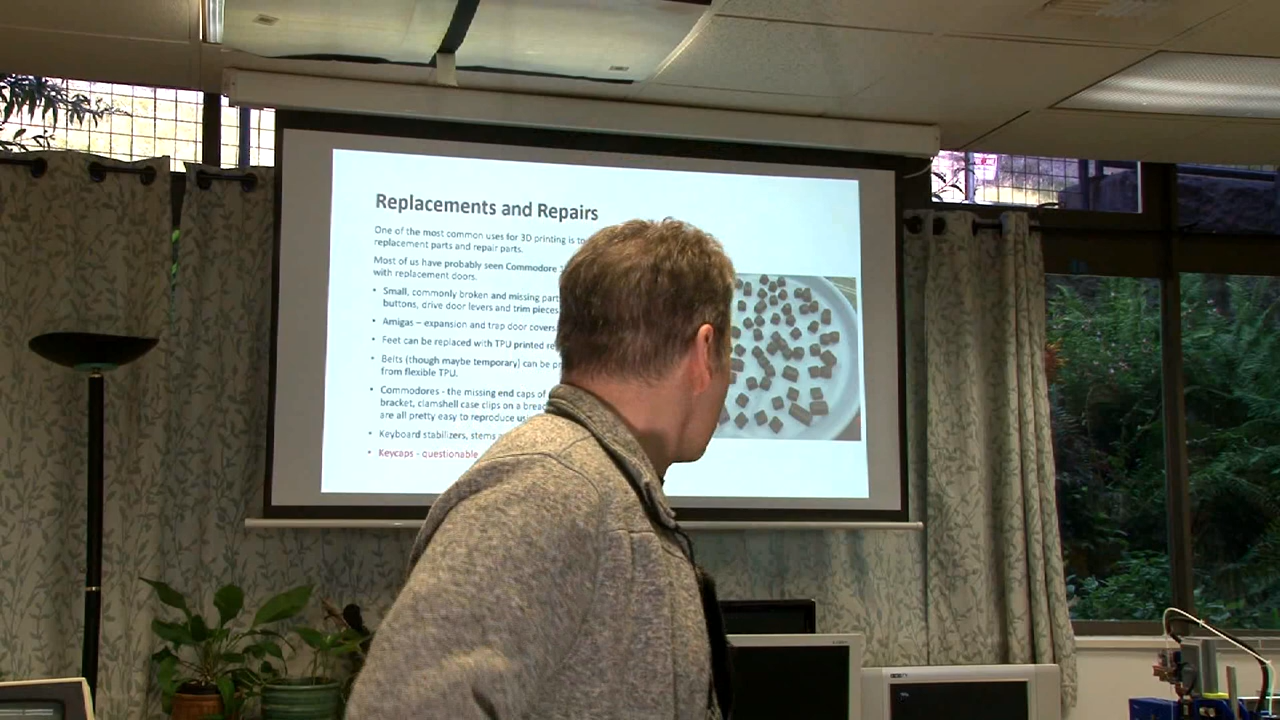 Replacements and Repairs
One of the most common uses for 3D printing is to
replacement parts and repair parts.
Most of us have probably seen Commodore
with replacement doors.
• Small, commonly broken and missing
buttons, drive door levers and trim pieces
• Amigas – expansion and trap door covers
• Feet can be replaced with TPU printed
• Belts (though maybe temporary) can be
from flexible TPU.
• Commodores - the missing end caps of
bracket, clamshell case clips on a
are all pretty easy to reproduce
• Keyboard stabilizers, stems
• Keycaps - questionable